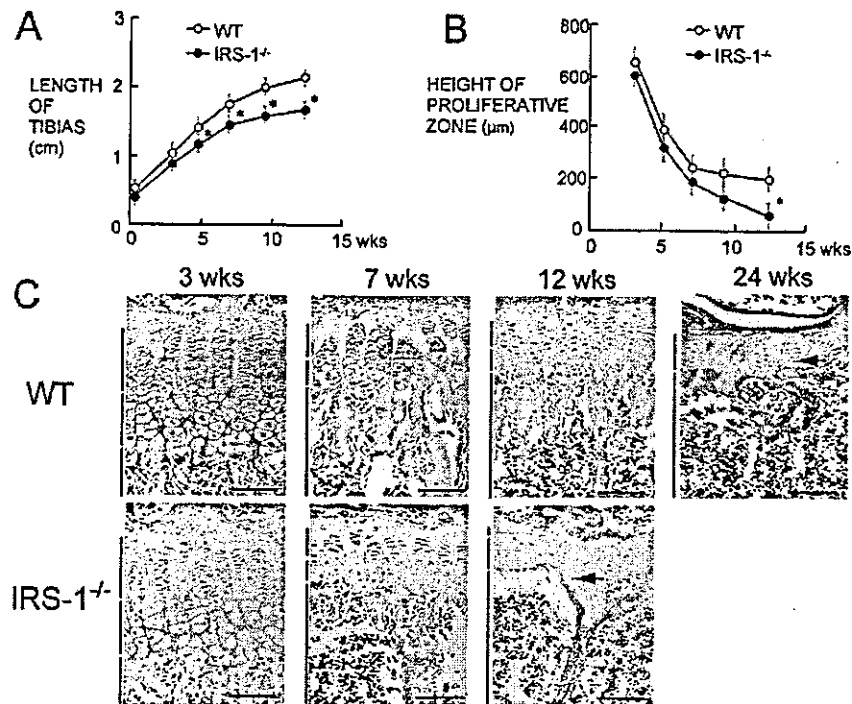 A
WT
IRS-1-/-
LENGTH
OF
TIBIAS
(cm)
3
2
1
0
0 5 10 15 wks
* * * *
B
WT
IRS-1-/-
HEIGHT OF
PROLIFERATIVE
ZONE (μm)
800
600
400
200
0
0 5 10 15 wks
*
C
3 wks 7 wks 12 wks 24 wks
WT
IRS-1-/-